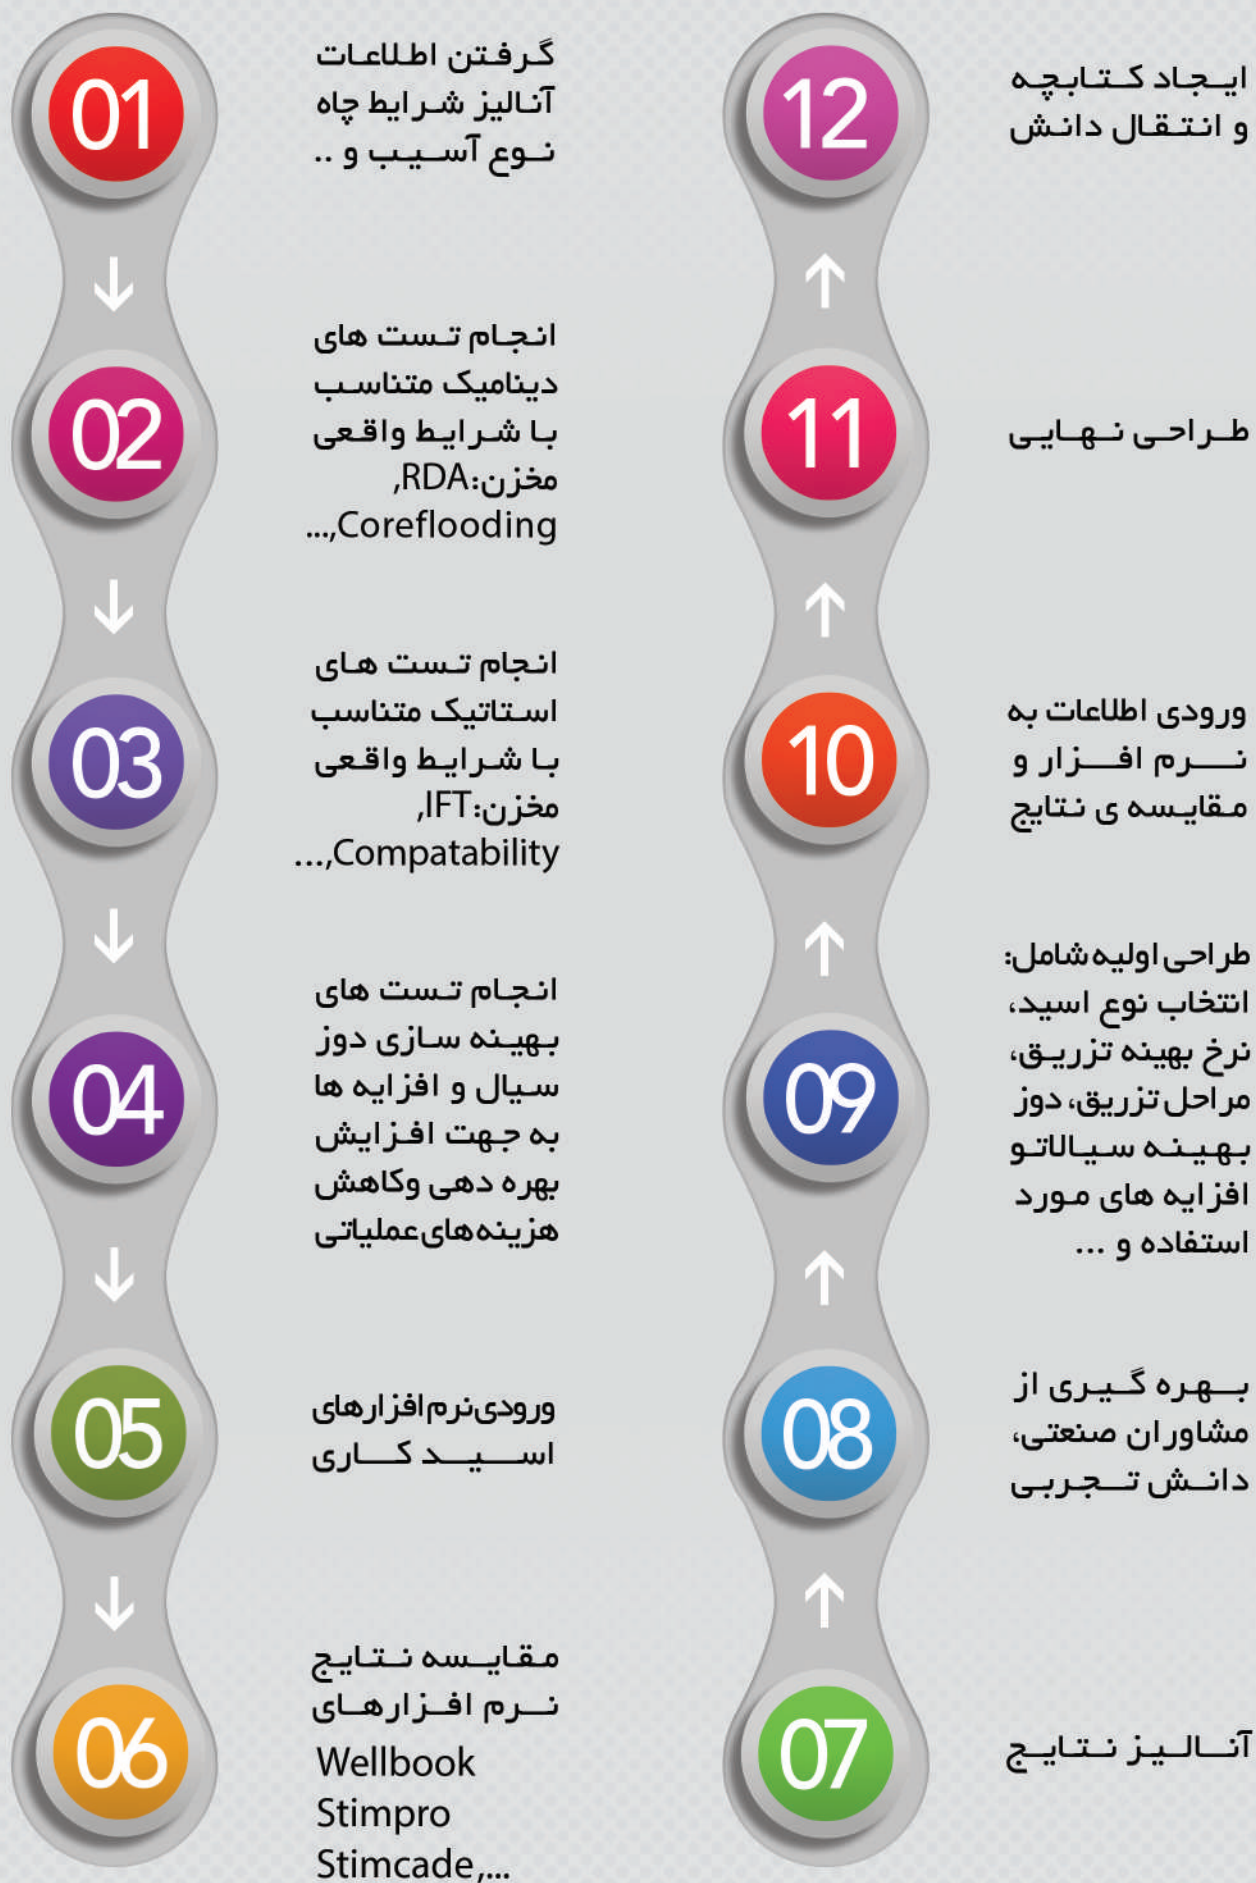 01
گرفتن اطلاعات
آنالیز شرایط چاه
نوع آسیب و ..
02
انجام تست های
دینامیک متناسب
با شرایط واقعی
مخزن:RDA,
Coreflooding,...
03
انجام تست های
استاتیک متناسب
با شرایط واقعی
مخزن:IFT,
Compatability,...
04
انجام تست های
بهینه سازی دوز
سیال و افزایه ها
به جهت افزایش
بهره دهی وکاهش
هزینه‌های عملیاتی
05
ورودی نرم افزارهای
اسید کاری
06
مقایسه نتایج
نرم افزارهای
Wellbook
Stimpro
Stimcade,...
07
آنالیز نتایج
08
بهره گیری از
مشاوران صنعتی،
دانش تجربی
09
طراحی اولیه شامل:
انتخاب نوع اسید،
نرخ بهینه تزریق،
مراحل تزریق، دوز
بهینه سیالاتو
افزایه های مورد
استفاده و ...
10
ورودی اطلاعات به
نرم افزار و
مقایسه ی نتایج
11
طراحی نهایی
12
ایجاد کتابچه
و انتقال دانش